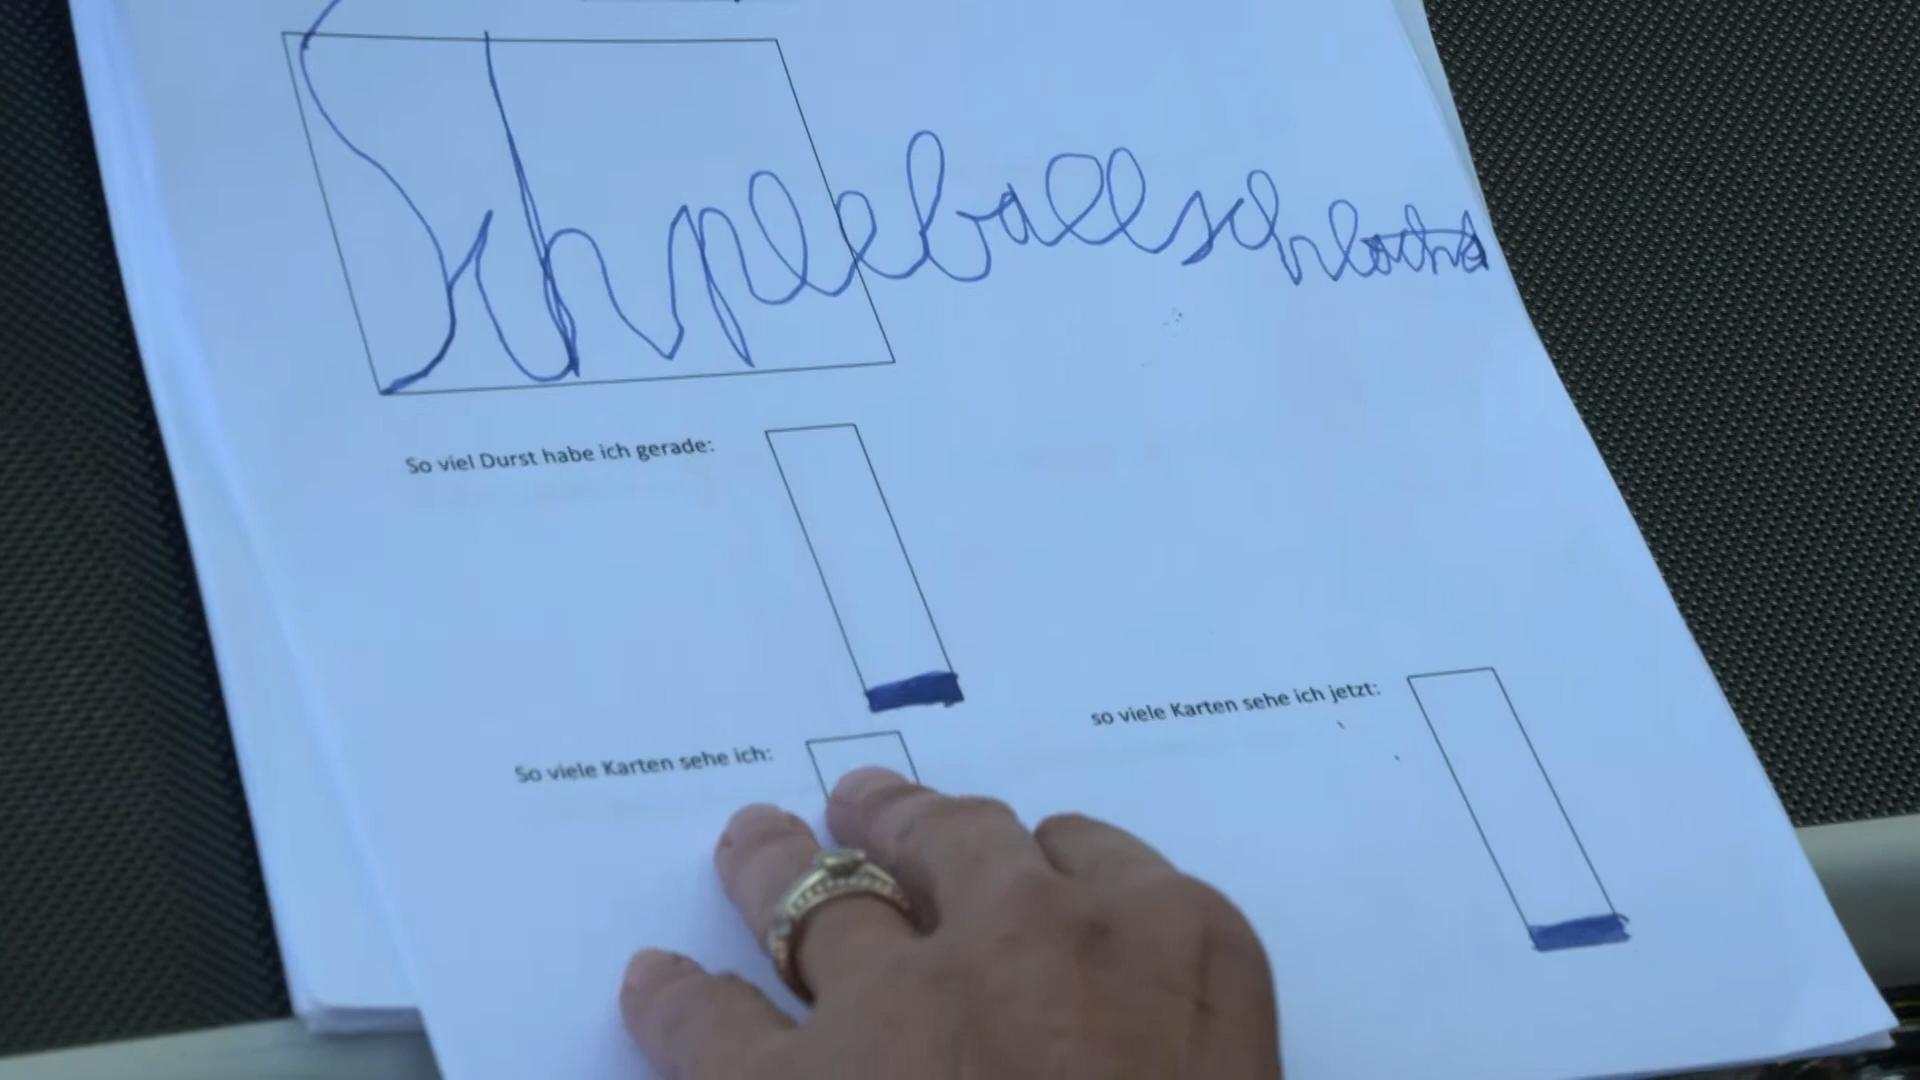 Schneeballschlacht
So viel Durst habe ich gerade:
so viele Karten sehe ich jetzt:
So viele Karten sehe ich: